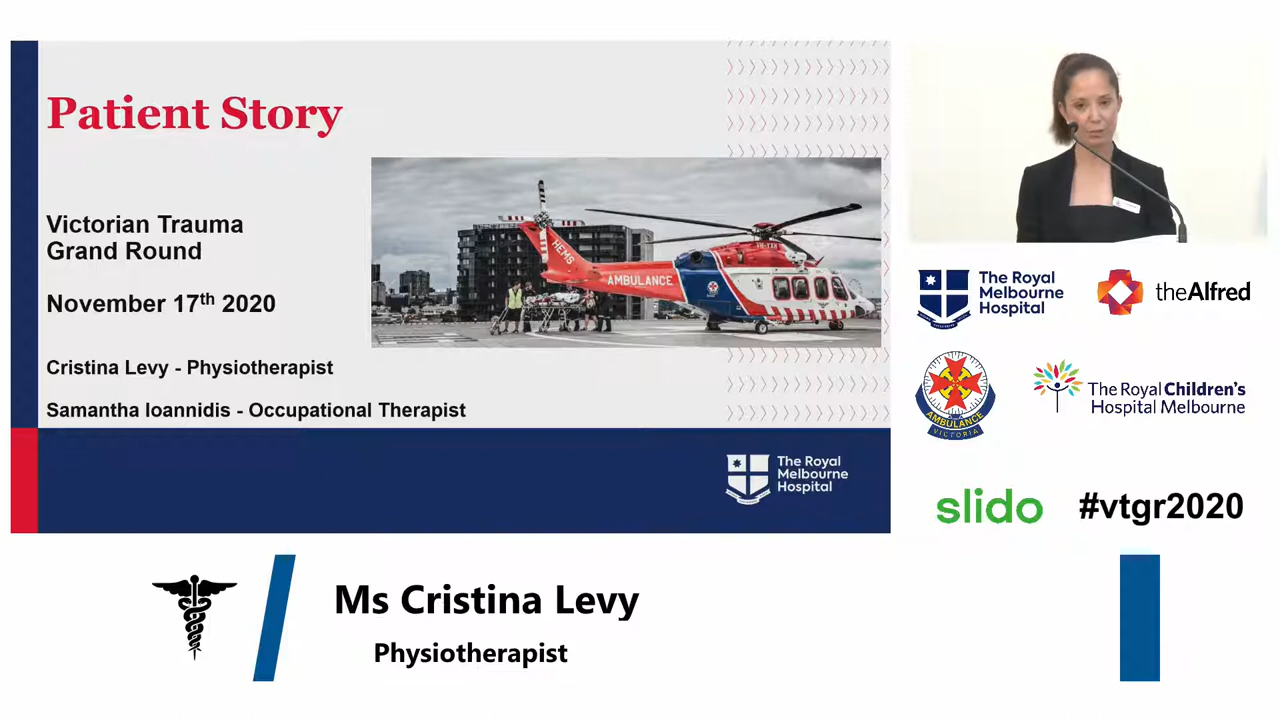 Patient Story
Victorian Trauma
Grand Round
November 17th 2020
Cristina Levy - Physiotherapist
Samantha Ioannidis - Occupational Therapist
HEMS
AMBULANCE
The Royal
Melbourne
Hospital
The Royal
Melbourne
Hospital
theAlfred
AMBULANCE
VICTORIA
The Royal Children's
Hospital Melbourne
slido
#vtgr2020
Ms Cristina Levy
Physiotherapist